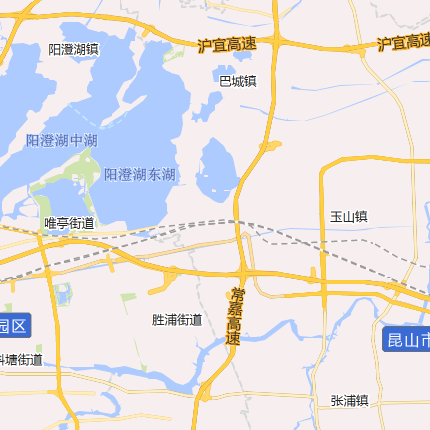 沪宜高速
沪宜高速
阳澄湖镇
巴城镇
阳澄湖中湖
阳澄湖东湖
唯亭街道
玉山镇
常嘉高速
胜浦街道
园区
昆山市
斜塘街道
张浦镇